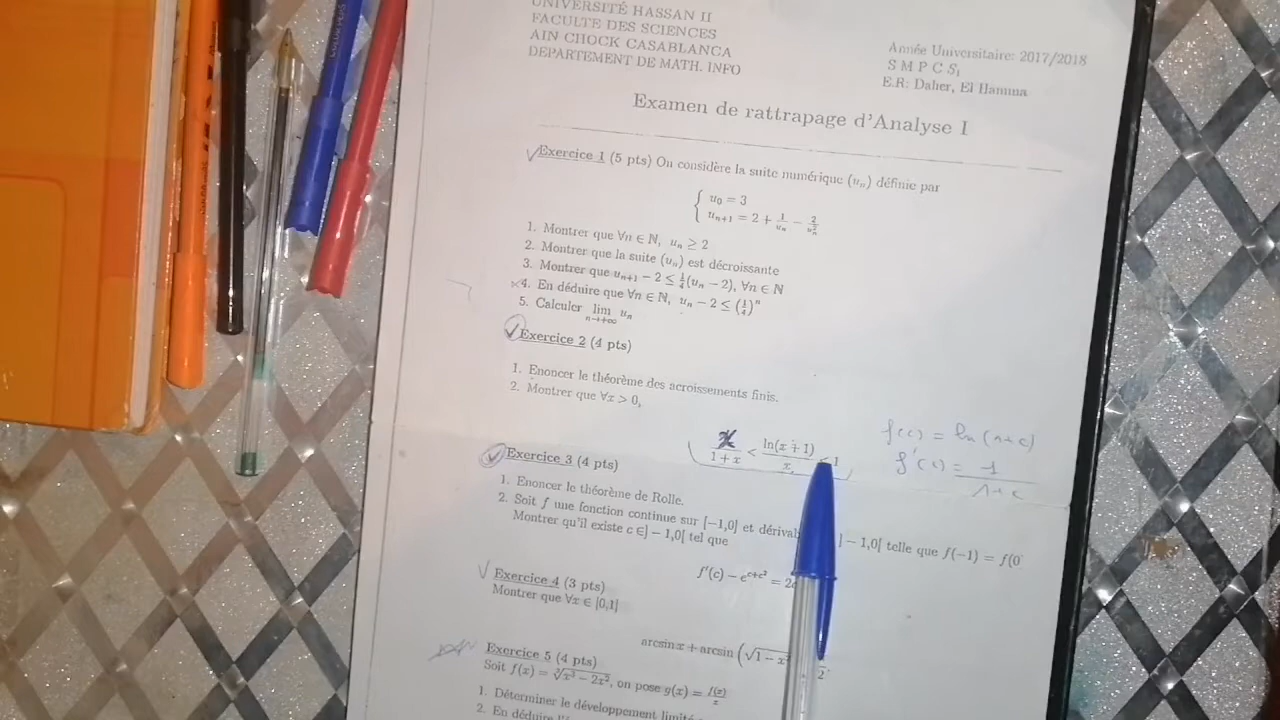 UNIVERSITÉ HASSAN II
FACULTE DES SCIENCES
AIN CHOCK CASABLANCA
DEPARTEMENT DE MATH. INFO
Année Universitaire: 2017/2018
S M P C S₁
E.R: Daher, El Hamma
Examen de rattrapage d'Analyse I
Exercice 1 (5 pts) On considère la suite numérique (uₙ) définie par
{ u₀ = 3
uₙ₊₁ = 2 + 1/uₙ − 2/uₙ²
1. Montrer que ∀n ∈ ℕ, uₙ ≥ 2
2. Montrer que la suite (uₙ) est décroissante
3. Montrer que uₙ₊₁ − 2 ≤ 1/4(uₙ − 2), ∀n ∈ ℕ
4. En déduire que ∀n ∈ ℕ, uₙ − 2 ≤ (1/4)ⁿ
5. Calculer lim uₙ
n→+∞
Exercice 2 (4 pts)
1. Enoncer le théorème des acroissements finis.
2. Montrer que ∀x > 0,
x/(1+x) < ln(x+1)/x < 1
f(c) = ln(1+c)
f'(c) = 1/(1+c)
Exercice 3 (4 pts)
1. Enoncer le théorème de Rolle.
2. Soit f une fonction continue sur [−1,0] et dérivab ]−1,0[ telle que f(−1) = f(0
Montrer qu'il existe c ∈]−1,0[ tel que
f'(c) − e^(c+c²) = 2c
Exercice 4 (3 pts)
Montrer que ∀x ∈ [0,1]
arcsin x + arcsin (√(1 − x²
2
Exercice 5 (4 pts)
Soit f(x) = ∛(x³ − 2x²), on pose g(x) = f(x)/x
1. Déterminer le développement limité
2. En déduire